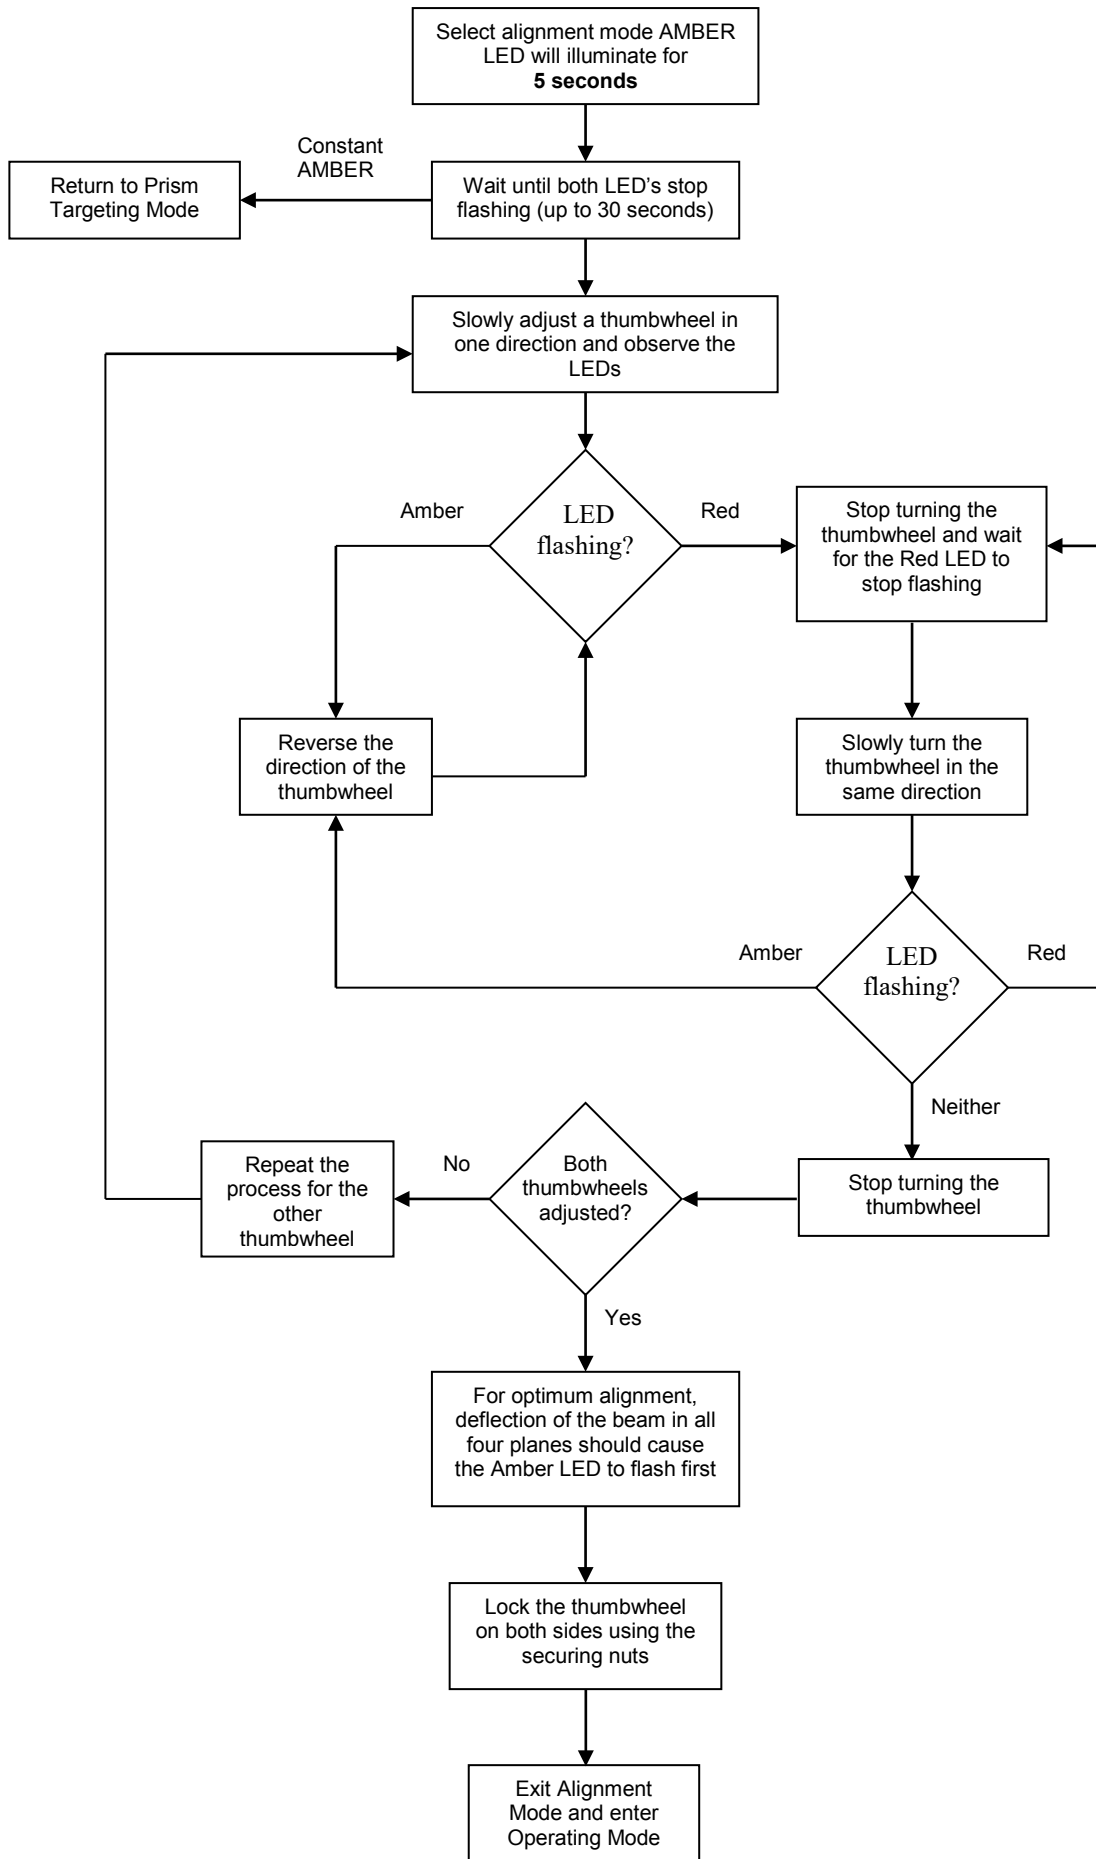 Select alignment mode AMBER
LED will illuminate for
5 seconds
Constant
AMBER
Return to Prism
Targeting Mode
Wait until both LED's stop
flashing (up to 30 seconds)
Slowly adjust a thumbwheel in
one direction and observe the
LEDs
Amber
LED
flashing?
Red
Stop turning the
thumbwheel and wait
for the Red LED to
stop flashing
Reverse the
direction of the
thumbwheel
Slowly turn the
thumbwheel in the
same direction
Amber
LED
flashing?
Red
Neither
Repeat the
process for the
other
thumbwheel
No
Both
thumbwheels
adjusted?
Stop turning the
thumbwheel
Yes
For optimum alignment,
deflection of the beam in all
four planes should cause
the Amber LED to flash first
Lock the thumbwheel
on both sides using the
securing nuts
Exit Alignment
Mode and enter
Operating Mode